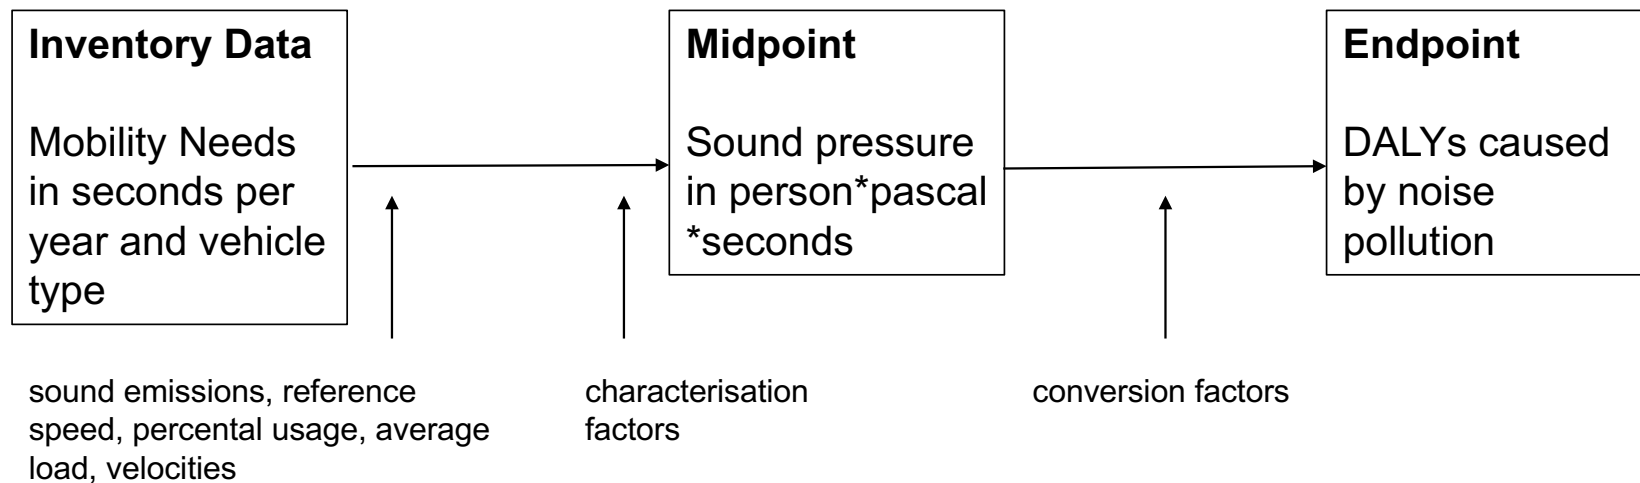 Inventory Data
Mobility Needs
in seconds per
year and vehicle
type
Midpoint
Sound pressure
in person*pascal
*seconds
Endpoint
DALYs caused
by noise
pollution
sound emissions, reference
speed, percental usage, average
load, velocities
characterisation
factors
conversion factors